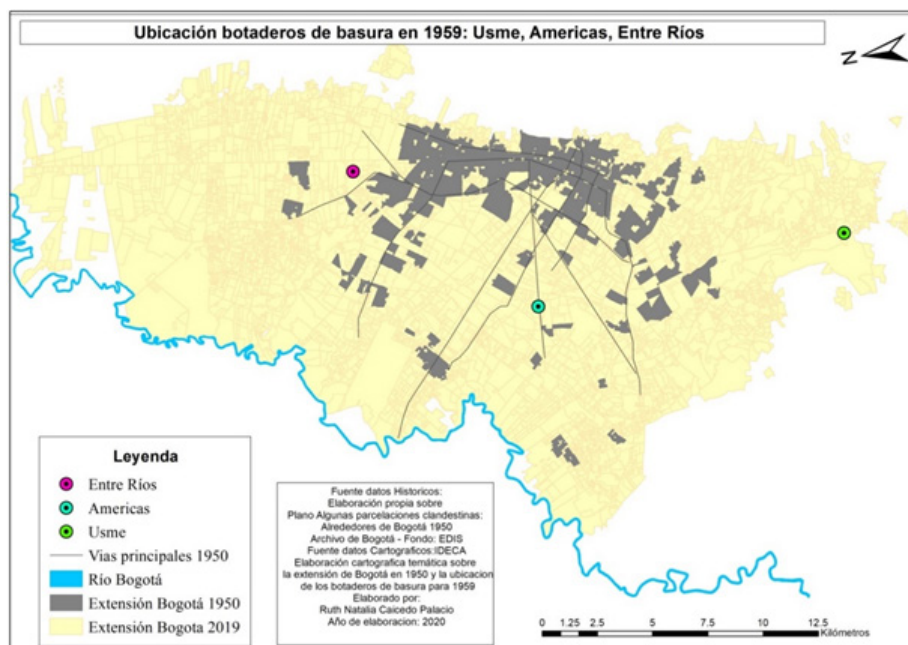 Ubicación botaderos de basura en 1959: Usme, Americas, Entre Ríos
N
Leyenda
Entre Ríos
Americas
Usme
Vias principales 1950
Río Bogotá
Extensión Bogotá 1950
Extensión Bogota 2019
Fuente datos Historicos:
Elaboración propia sobre
Plano Algunas parcelaciones clandestinas:
Alrededores de Bogotá 1950
Archivo de Bogotá - Fondo: EDIS
Fuente datos Cartograficos:IDECA
Elaboración cartografica temática sobre
la extensión de Bogotá en 1950 y la ubicacion
de los botaderos de basura para 1959
Elaborado por:
Ruth Natalia Caicedo Palacio
Año de elaboracion: 2020
0 1.25 2.5 5 7.5 10 12.5
Kilómetros